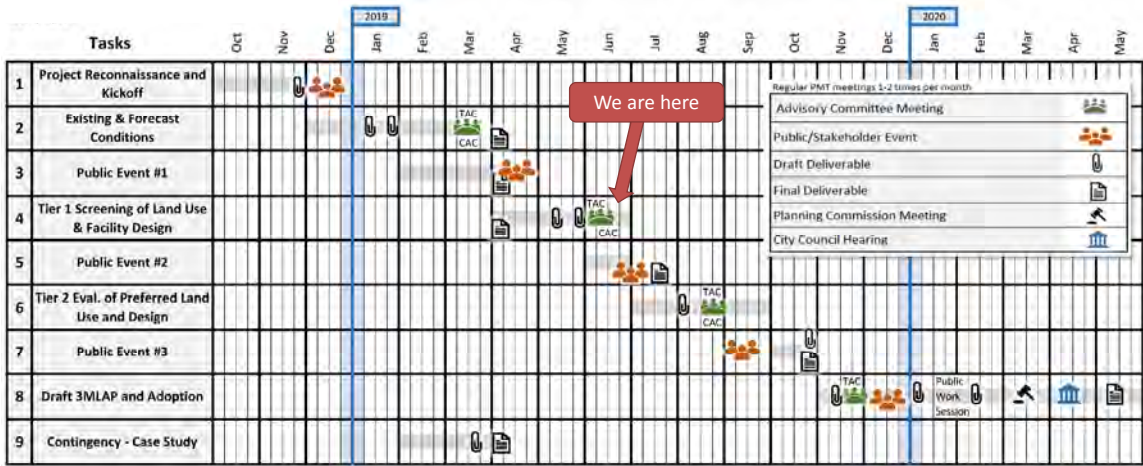 2019
2020
Tasks
Oct
Nov
Dec
Jan
Feb
Mar
Apr
May
Jun
Jul
Aug
Sep
Oct
Nov
Dec
Jan
Feb
Mar
Apr
May
We are here
Regular PMT meetings 1-2 times per month
Advisory Committee Meeting
Public/Stakeholder Event
Draft Deliverable
Final Deliverable
Planning Commission Meeting
City Council Hearing
1
Project Reconnaissance and
Kickoff
2
Existing & Forecast
Conditions
TAC
CAC
3
Public Event #1
4
Tier 1 Screening of Land Use
& Facility Design
TAC
CAC
5
Public Event #2
6
Tier 2 Eval. of Preferred Land
Use and Design
TAC
CAC
7
Public Event #3
8
Draft 3MLAP and Adoption
TAC
Public
Work
Session
9
Contingency - Case Study